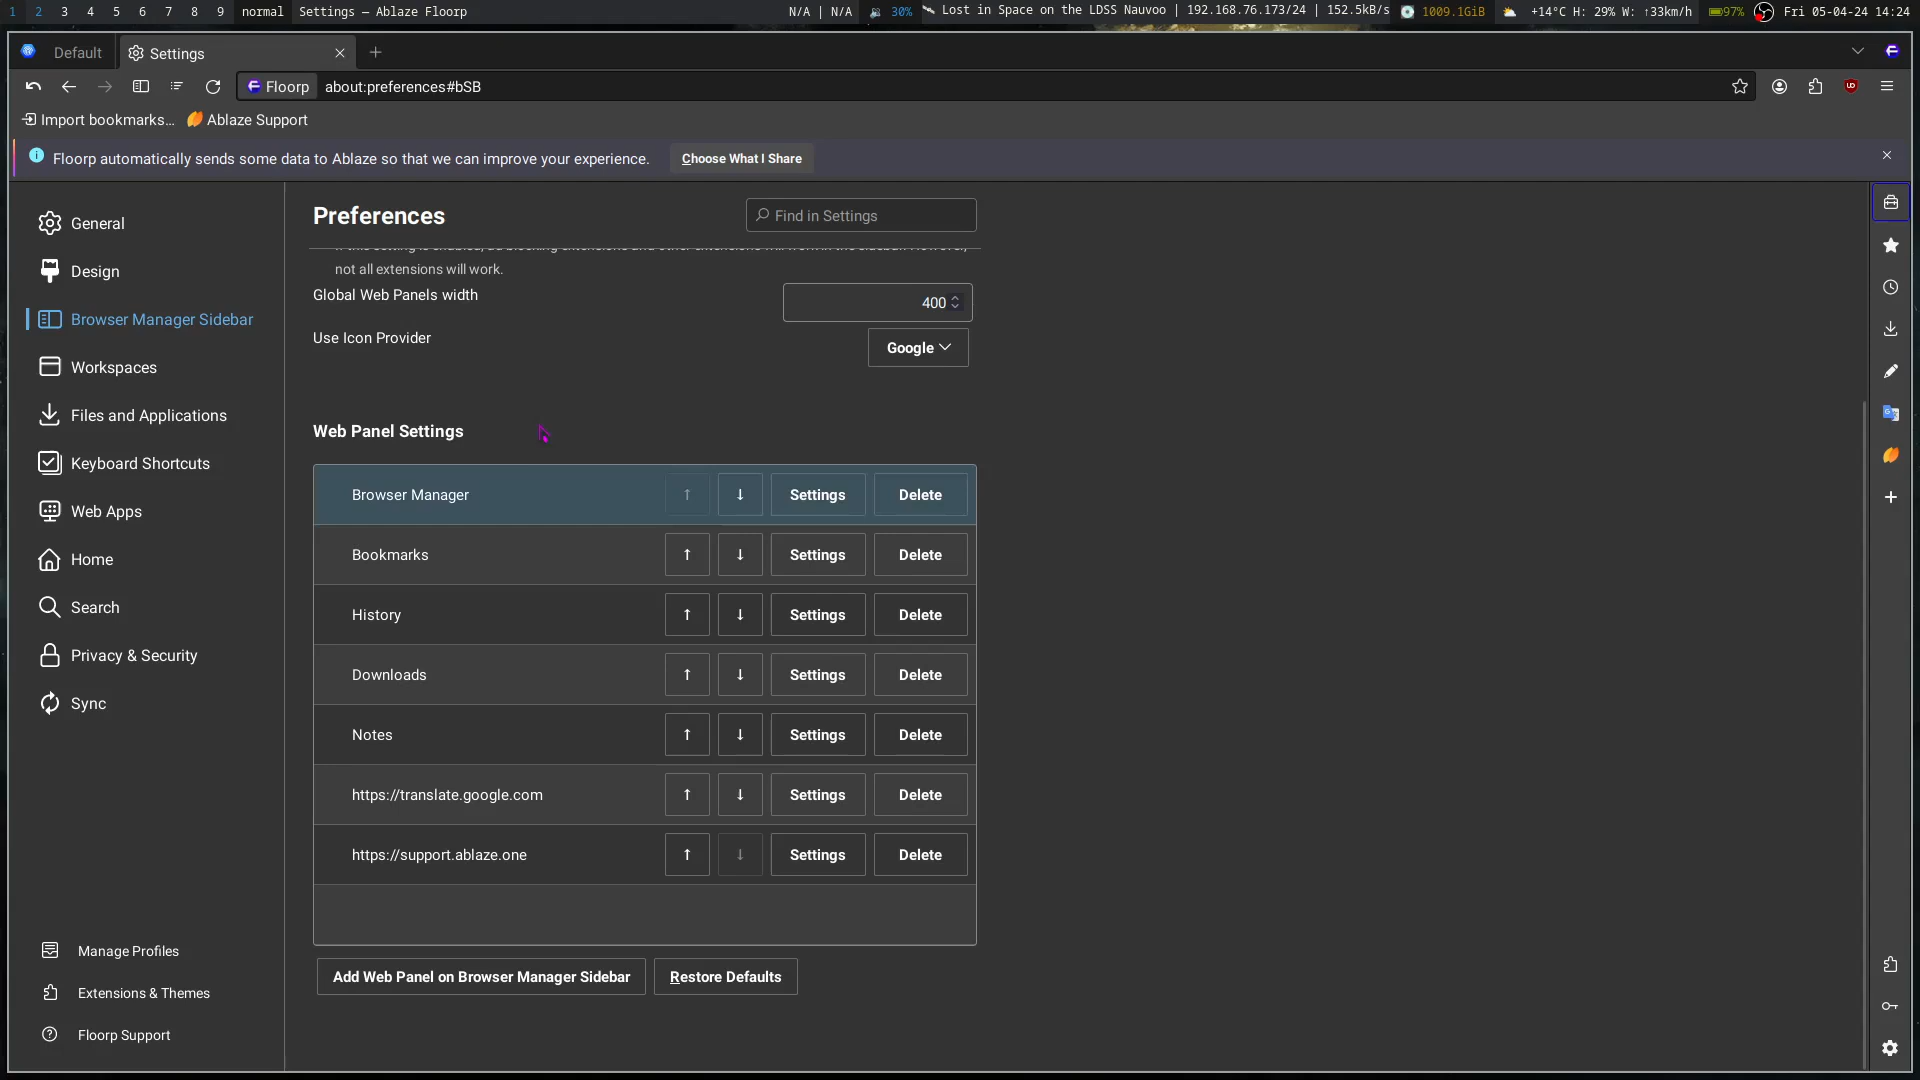 1 2 3 4 5 6 7 8 9 normal Settings — Ablaze Floorp N/A | N/A 30% Lost in Space on the LDSS Nauvoo | 192.168.76.173/24 | 152.5kB/s 1009.1GiB +14°C H: 29% W: ↑33km/h 97% Fri 05-04-24 14:24
Default Settings
Floorp about:preferences#bSB
Import bookmarks... Ablaze Support
Floorp automatically sends some data to Ablaze so that we can improve your experience. Choose What I Share
General
Design
Browser Manager Sidebar
Workspaces
Files and Applications
Keyboard Shortcuts
Web Apps
Home
Search
Privacy & Security
Sync
Manage Profiles
Extensions & Themes
Floorp Support
Preferences Find in Settings
not all extensions will work.
Global Web Panels width 400
Use Icon Provider Google
Web Panel Settings
Browser Manager ↑ ↓ Settings Delete
Bookmarks ↑ ↓ Settings Delete
History ↑ ↓ Settings Delete
Downloads ↑ ↓ Settings Delete
Notes ↑ ↓ Settings Delete
https://translate.google.com ↑ ↓ Settings Delete
https://support.ablaze.one ↑ ↓ Settings Delete
Add Web Panel on Browser Manager Sidebar Restore Defaults